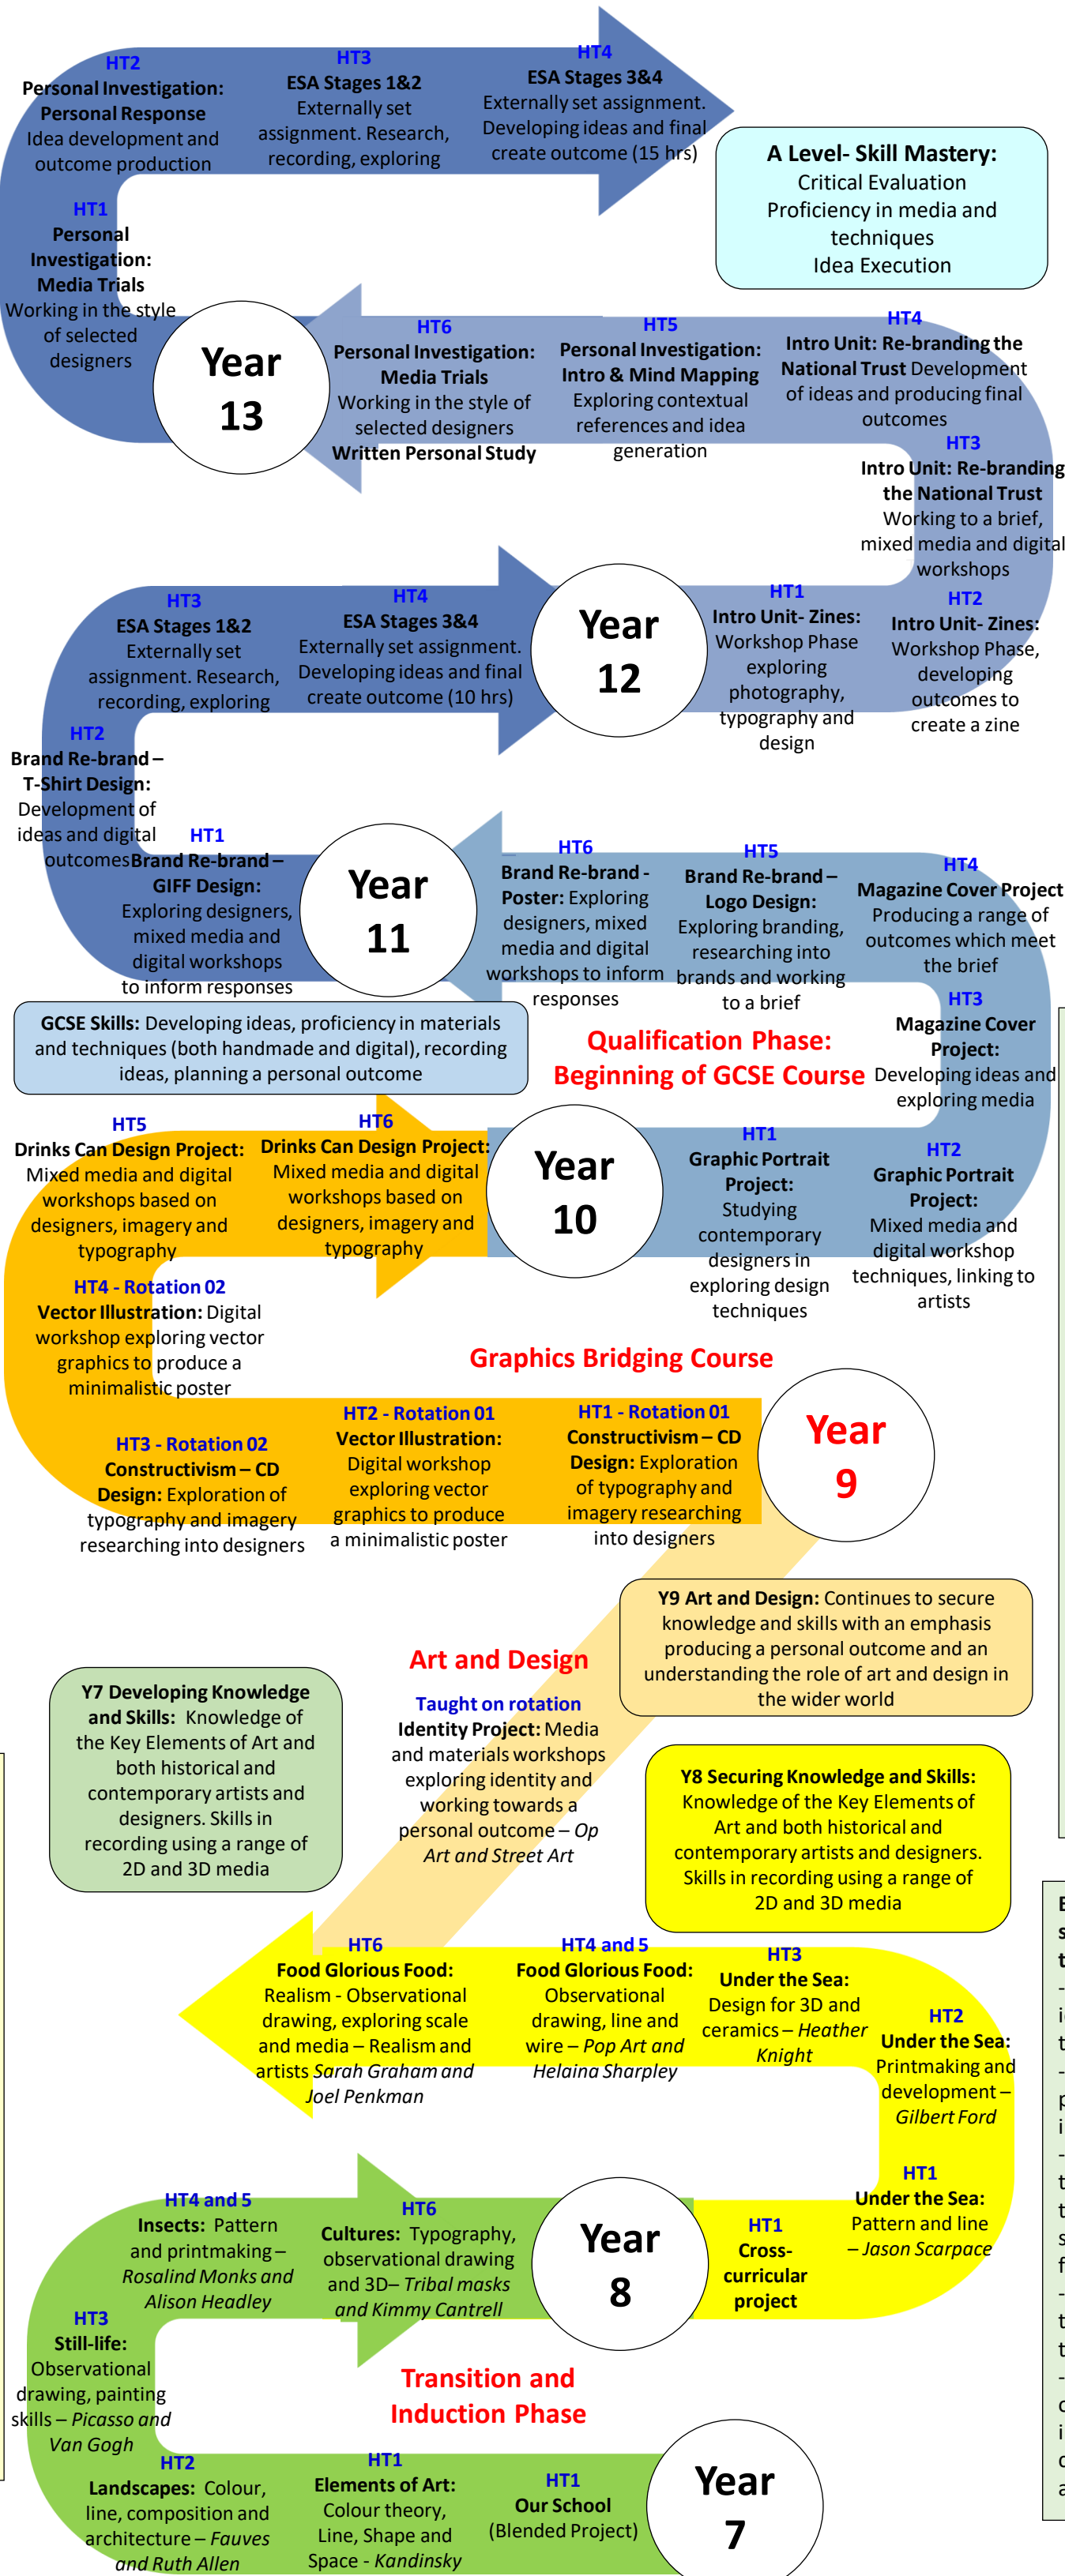 HT2
Personal Investigation:
Personal Response
Idea development and
outcome production
HT3
ESA Stages 1&2
Externally set
assignment. Research,
recording, exploring
HT4
ESA Stages 3&4
Externally set assignment.
Developing ideas and final
create outcome (15 hrs)
A Level- Skill Mastery:
Critical Evaluation
Proficiency in media and
techniques
Idea Execution
HT1
Personal
Investigation:
Media Trials
Working in the style
of selected
designers
Year
13
HT6
Personal Investigation:
Media Trials
Working in the style of
selected designers
Written Personal Study
HT5
Personal Investigation:
Intro & Mind Mapping
Exploring contextual
references and idea
generation
HT4
Intro Unit: Re-branding the
National Trust Development
of ideas and producing final
outcomes
HT3
Intro Unit: Re-branding
the National Trust
Working to a brief,
mixed media and digital
workshops
HT3
ESA Stages 1&2
Externally set
assignment. Research,
recording, exploring
HT4
ESA Stages 3&4
Externally set assignment.
Developing ideas and final
create outcome (10 hrs)
Year
12
HT1
Intro Unit- Zines:
Workshop Phase
exploring
photography,
typography and
design
HT2
Intro Unit- Zines:
Workshop Phase,
developing
outcomes to
create a zine
HT2
Brand Re-brand –
T-Shirt Design:
Development of
ideas and digital
outcomes
HT1
Brand Re-brand –
GIFF Design:
Exploring designers,
mixed media and
digital workshops
to inform responses
Year
11
HT6
Brand Re-brand -
Poster: Exploring
designers, mixed
media and digital
workshops to inform
responses
HT5
Brand Re-brand –
Logo Design:
Exploring branding,
researching into
brands and working
to a brief
HT4
Magazine Cover Project
Producing a range of
outcomes which meet
the brief
HT3
Magazine Cover
Project:
Developing ideas and
exploring media
GCSE Skills: Developing ideas, proficiency in materials
and techniques (both handmade and digital), recording
ideas, planning a personal outcome
Qualification Phase:
Beginning of GCSE Course
HT5
Drinks Can Design Project:
Mixed media and digital
workshops based on
designers, imagery and
typography
HT6
Drinks Can Design Project:
Mixed media and digital
workshops based on
designers, imagery and
typography
Year
10
HT1
Graphic Portrait
Project:
Studying
contemporary
designers in
exploring design
techniques
HT2
Graphic Portrait
Project:
Mixed media and
digital workshop
techniques, linking to
artists
HT4 - Rotation 02
Vector Illustration: Digital
workshop exploring vector
graphics to produce a
minimalistic poster
Graphics Bridging Course
HT3 - Rotation 02
Constructivism – CD
Design: Exploration of
typography and imagery
researching into designers
HT2 - Rotation 01
Vector Illustration:
Digital workshop
exploring vector
graphics to produce
a minimalistic poster
HT1 - Rotation 01
Constructivism – CD
Design: Exploration
of typography and
imagery researching
into designers
Year
9
Y9 Art and Design: Continues to secure
knowledge and skills with an emphasis
producing a personal outcome and an
understanding the role of art and design in
the wider world
Art and Design
Taught on rotation
Identity Project: Media
and materials workshops
exploring identity and
working towards a
personal outcome – Op
Art and Street Art
Y7 Developing Knowledge
and Skills: Knowledge of
the Key Elements of Art and
both historical and
contemporary artists and
designers. Skills in
recording using a range of
2D and 3D media
Y8 Securing Knowledge and Skills:
Knowledge of the Key Elements of
Art and both historical and
contemporary artists and designers.
Skills in recording using a range of
2D and 3D media
HT6
Food Glorious Food:
Realism - Observational
drawing, exploring scale
and media – Realism and
artists Sarah Graham and
Joel Penkman
HT4 and 5
Food Glorious Food:
Observational
drawing, line and
wire – Pop Art and
Helaina Sharpley
HT3
Under the Sea:
Design for 3D and
ceramics – Heather
Knight
HT2
Under the Sea:
Printmaking and
development –
Gilbert Ford
HT1
Under the Sea:
Pattern and line
– Jason Scarpace
HT4 and 5
Insects: Pattern
and printmaking –
Rosalind Monks and
Alison Headley
HT6
Cultures: Typography,
observational drawing
and 3D– Tribal masks
and Kimmy Cantrell
Year
8
HT1
Cross-
curricular
project
HT3
Still-life:
Observational
drawing, painting
skills – Picasso and
Van Gogh
Transition and
Induction Phase
HT2
Landscapes: Colour,
line, composition and
architecture – Fauves
and Ruth Allen
HT1
Elements of Art:
Colour theory,
Line, Shape and
Space - Kandinsky
HT1
Our School
(Blended Project)
Year
7